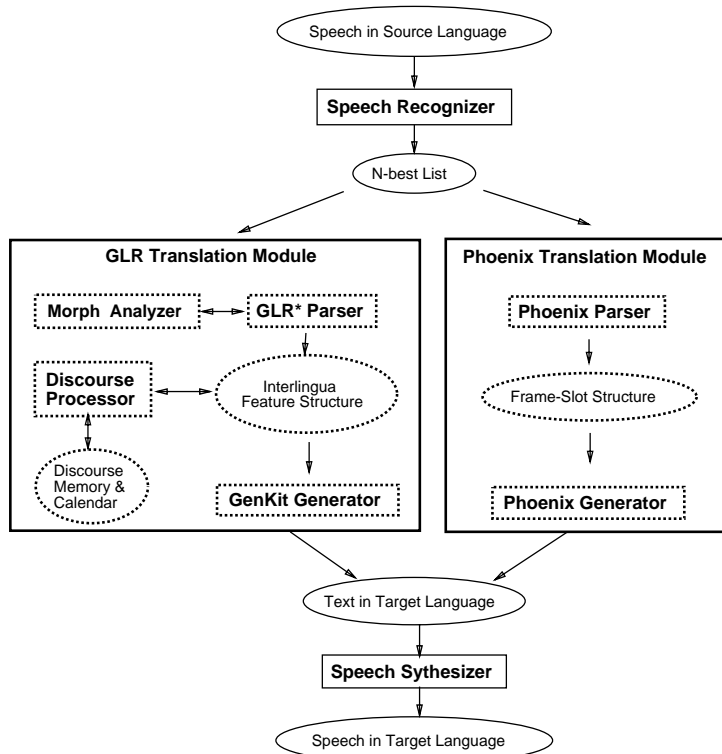 Speech in Source Language
Speech Recognizer
N-best List
GLR Translation Module
Morph Analyzer
GLR* Parser
Discourse
Processor
Interlingua
Feature Structure
Discourse
Memory &
Calendar
GenKit Generator
Phoenix Translation Module
Phoenix Parser
Frame-Slot Structure
Phoenix Generator
Text in Target Language
Speech Sythesizer
Speech in Target Language